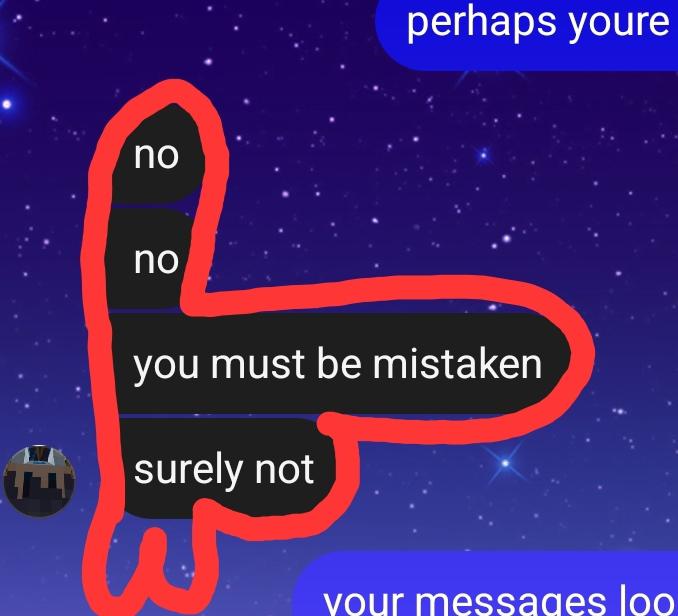 perhaps youre
no
no
you must be mistaken
surely not
your messages loo